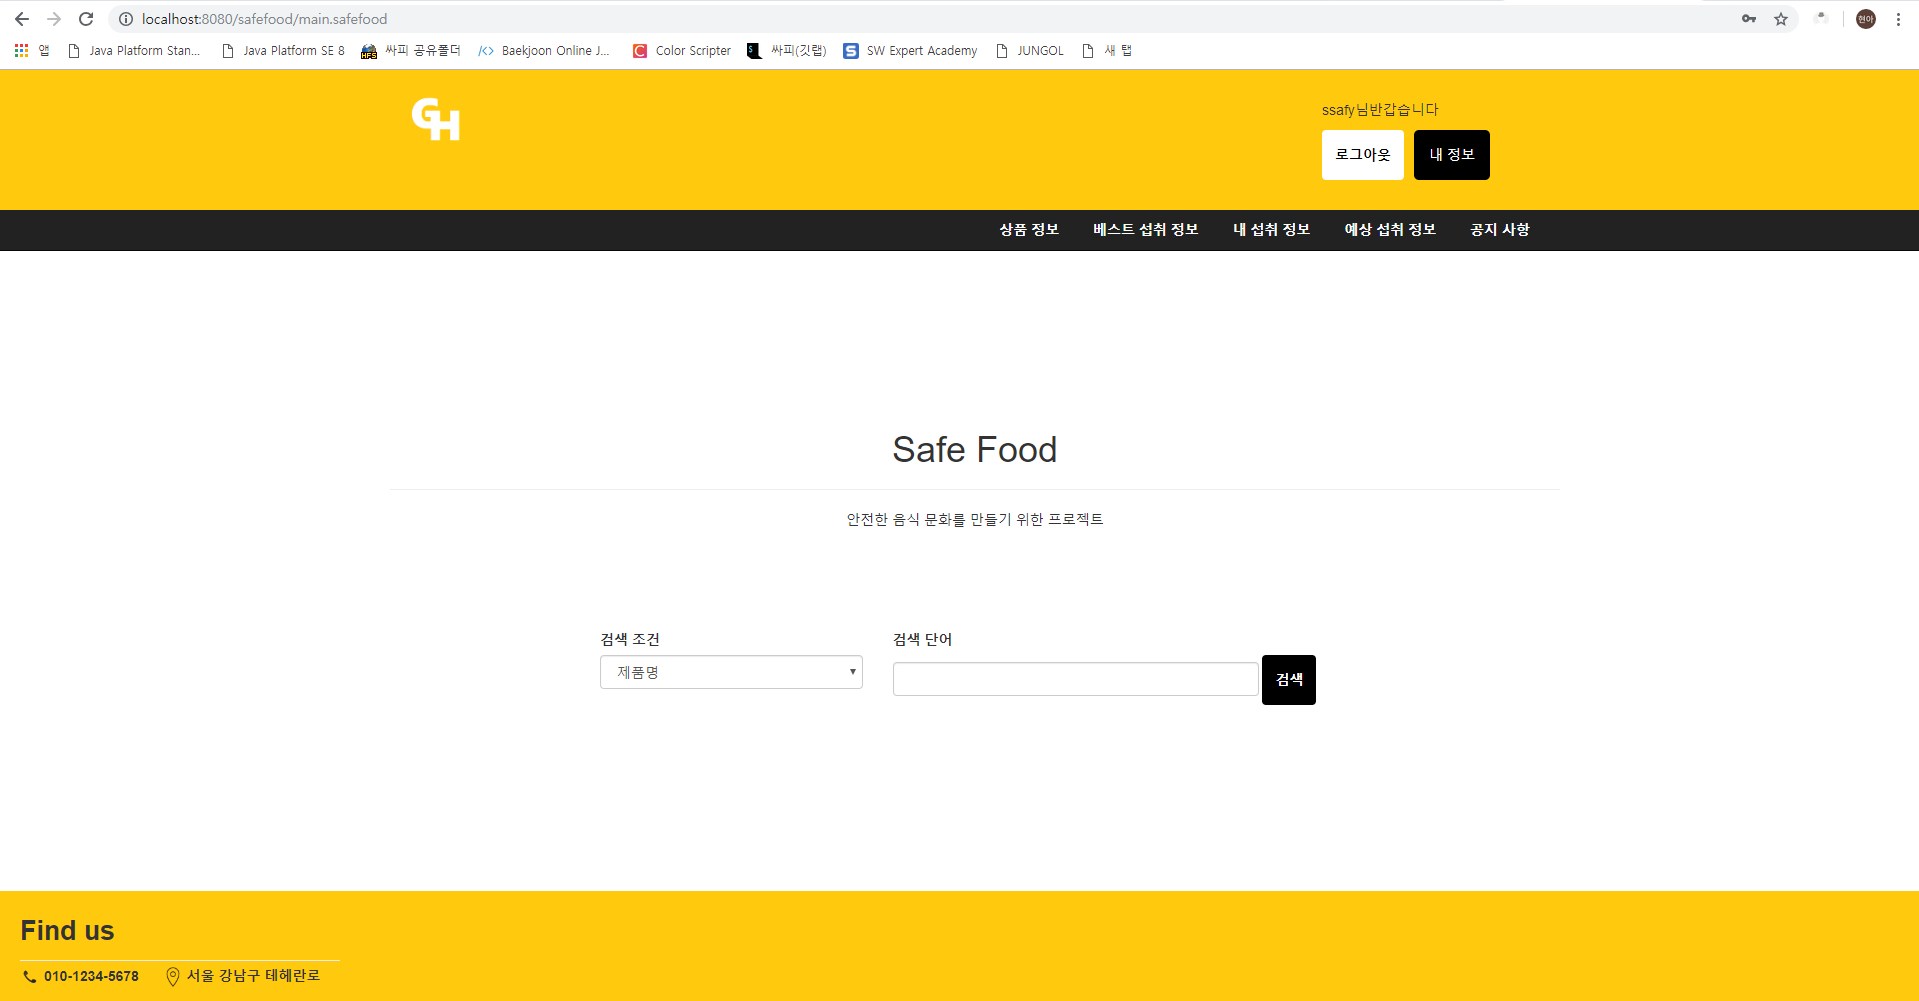 localhost:8080/safefood/main.safefood
현아
앱 Java Platform Stan... Java Platform SE 8 HFS 싸피 공유폴더 </> Baekjoon Online J... C Color Scripter $ 싸피(깃랩) S SW Expert Academy JUNGOL 새 탭
GH
ssafy님반갑습니다
로그아웃 내 정보
상품 정보 베스트 섭취 정보 내 섭취 정보 예상 섭취 정보 공지 사항
Safe Food
안전한 음식 문화를 만들기 위한 프로젝트
검색 조건 검색 단어
제품명 검색
Find us
010-1234-5678 서울 강남구 테헤란로